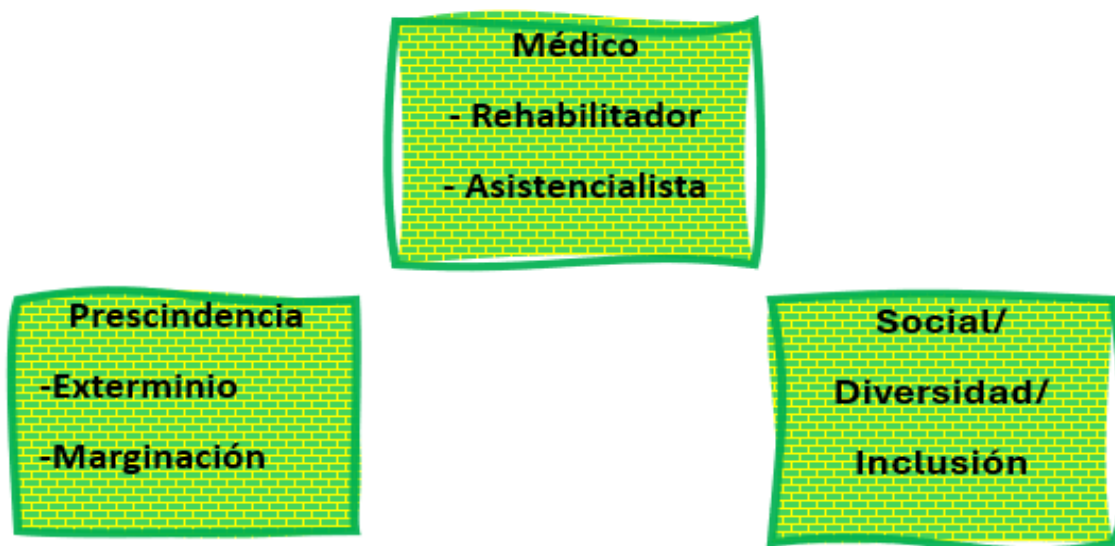 Médico
- Rehabilitador
- Asistencialista
Prescindencia
-Exterminio
-Marginación
Social/
Diversidad/
Inclusión